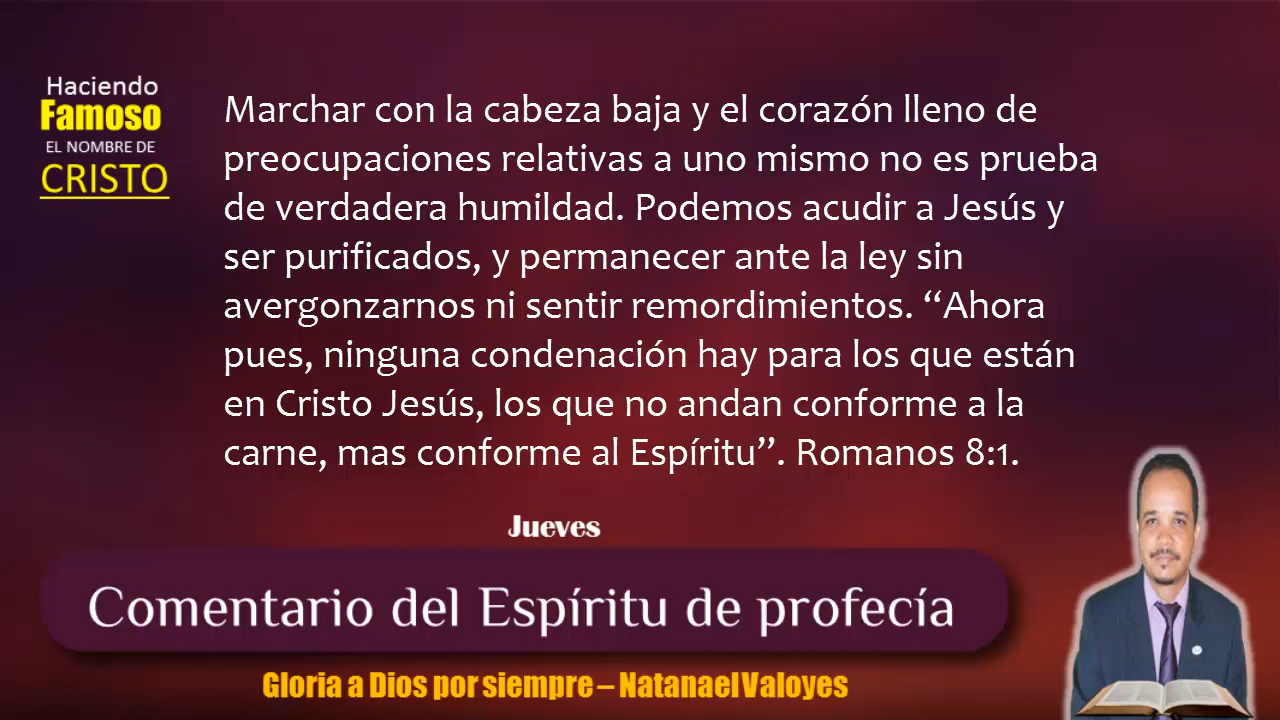 Haciendo
Famoso
EL NOMBRE DE
CRISTO
Marchar con la cabeza baja y el corazón lleno de
preocupaciones relativas a uno mismo no es prueba
de verdadera humildad. Podemos acudir a Jesús y
ser purificados, y permanecer ante la ley sin
avergonzarnos ni sentir remordimientos. “Ahora
pues, ninguna condenación hay para los que están
en Cristo Jesús, los que no andan conforme a la
carne, mas conforme al Espíritu”. Romanos 8:1.
Jueves
Comentario del Espíritu de profecía
Gloria a Dios por siempre – Natanael Valoyes